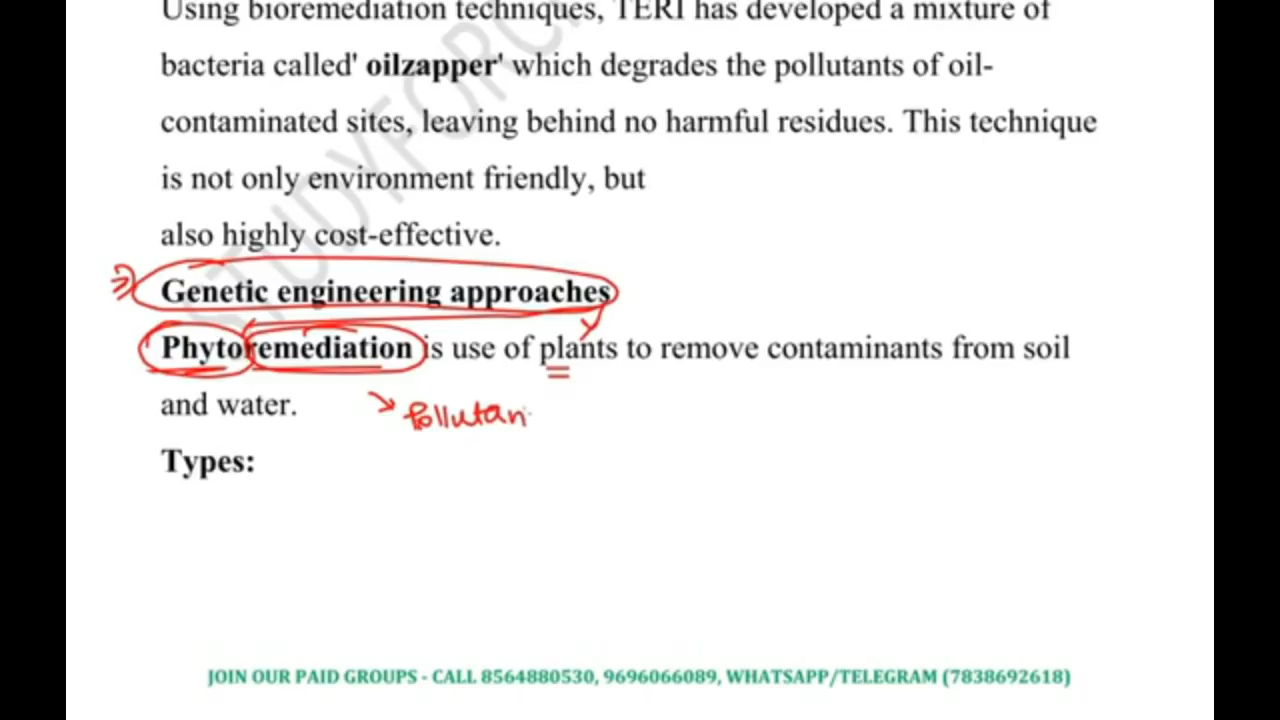 Using bioremediation techniques, TERI has developed a mixture of
bacteria called' oilzapper' which degrades the pollutants of oil-
contaminated sites, leaving behind no harmful residues. This technique
is not only environment friendly, but
also highly cost-effective.
Genetic engineering approaches
Phytoremediation is use of plants to remove contaminants from soil
and water.
Pollutan
Types:
JOIN OUR PAID GROUPS - CALL 8564880530, 9696066089, WHATSAPP/TELEGRAM (7838692618)